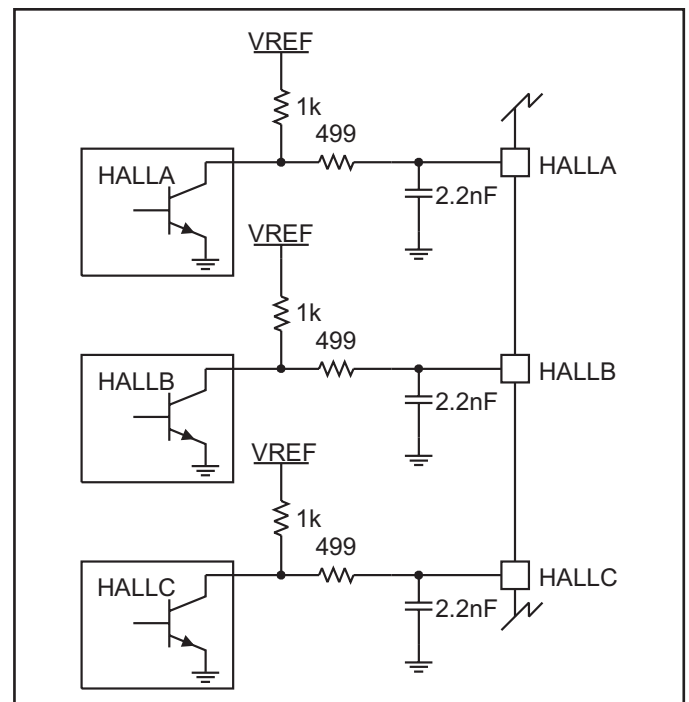 VREF
1k
499
HALLA
HALLA
2.2nF
VREF
1k
499
HALLB
HALLB
2.2nF
VREF
1k
499
HALLC
HALLC
2.2nF